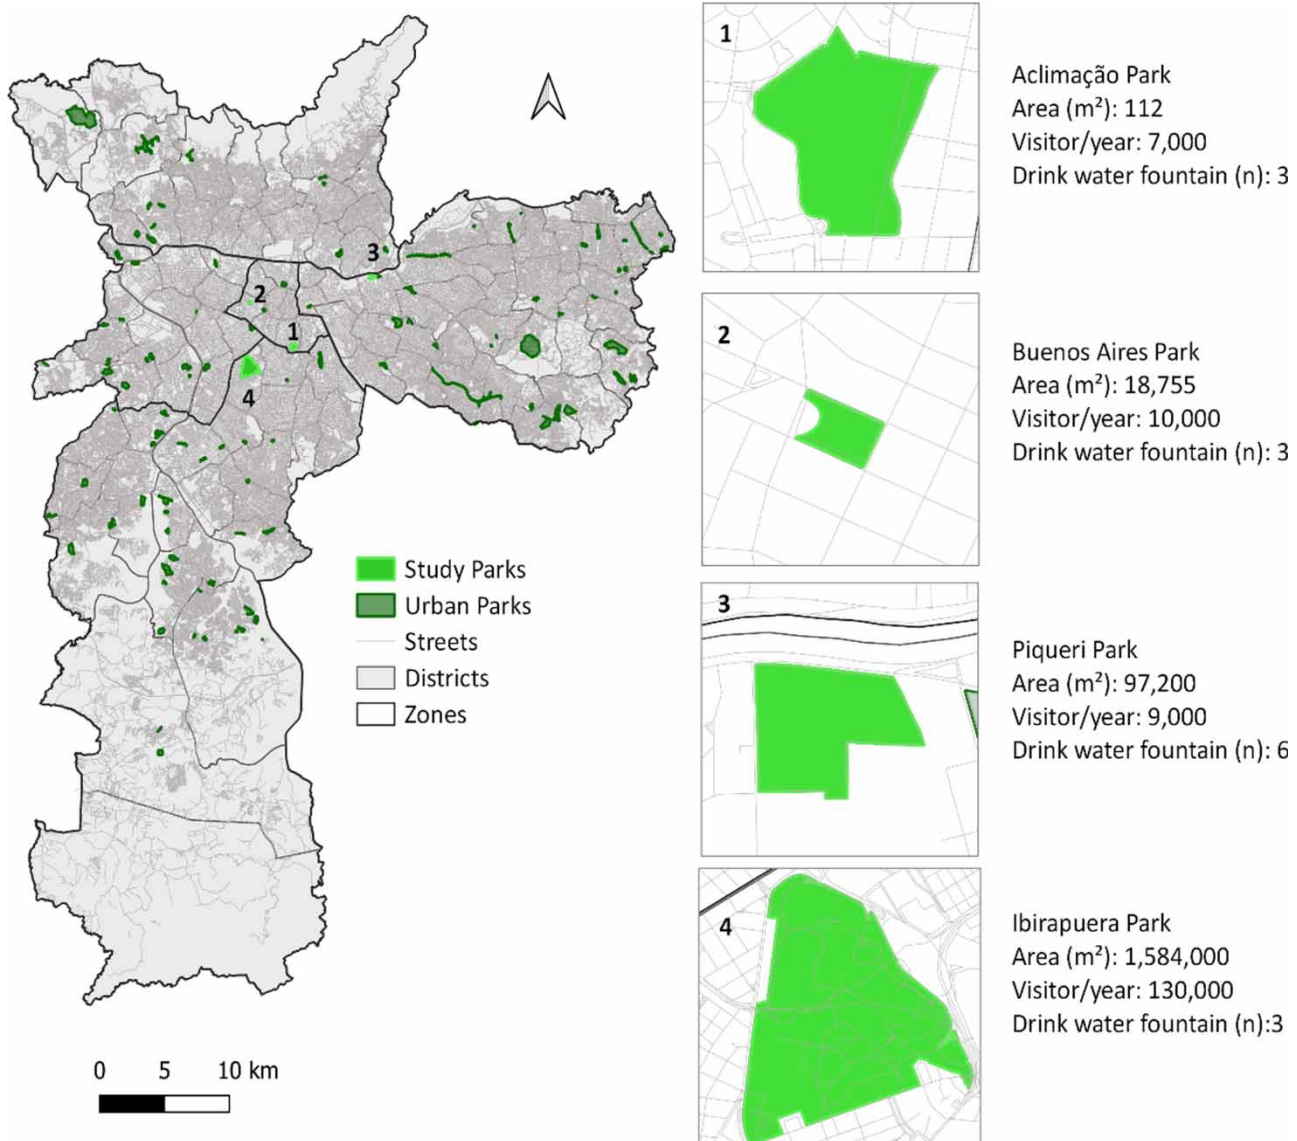 1
Aclimação Park
Area (m²): 112
Visitor/year: 7,000
Drink water fountain (n): 3
2
Buenos Aires Park
Area (m²): 18,755
Visitor/year: 10,000
Drink water fountain (n): 3
3
Piqueri Park
Area (m²): 97,200
Visitor/year: 9,000
Drink water fountain (n): 6
4
Ibirapuera Park
Area (m²): 1,584,000
Visitor/year: 130,000
Drink water fountain (n):3
3
2
1
4
Study Parks
Urban Parks
Streets
Districts
Zones
0 5 10 km